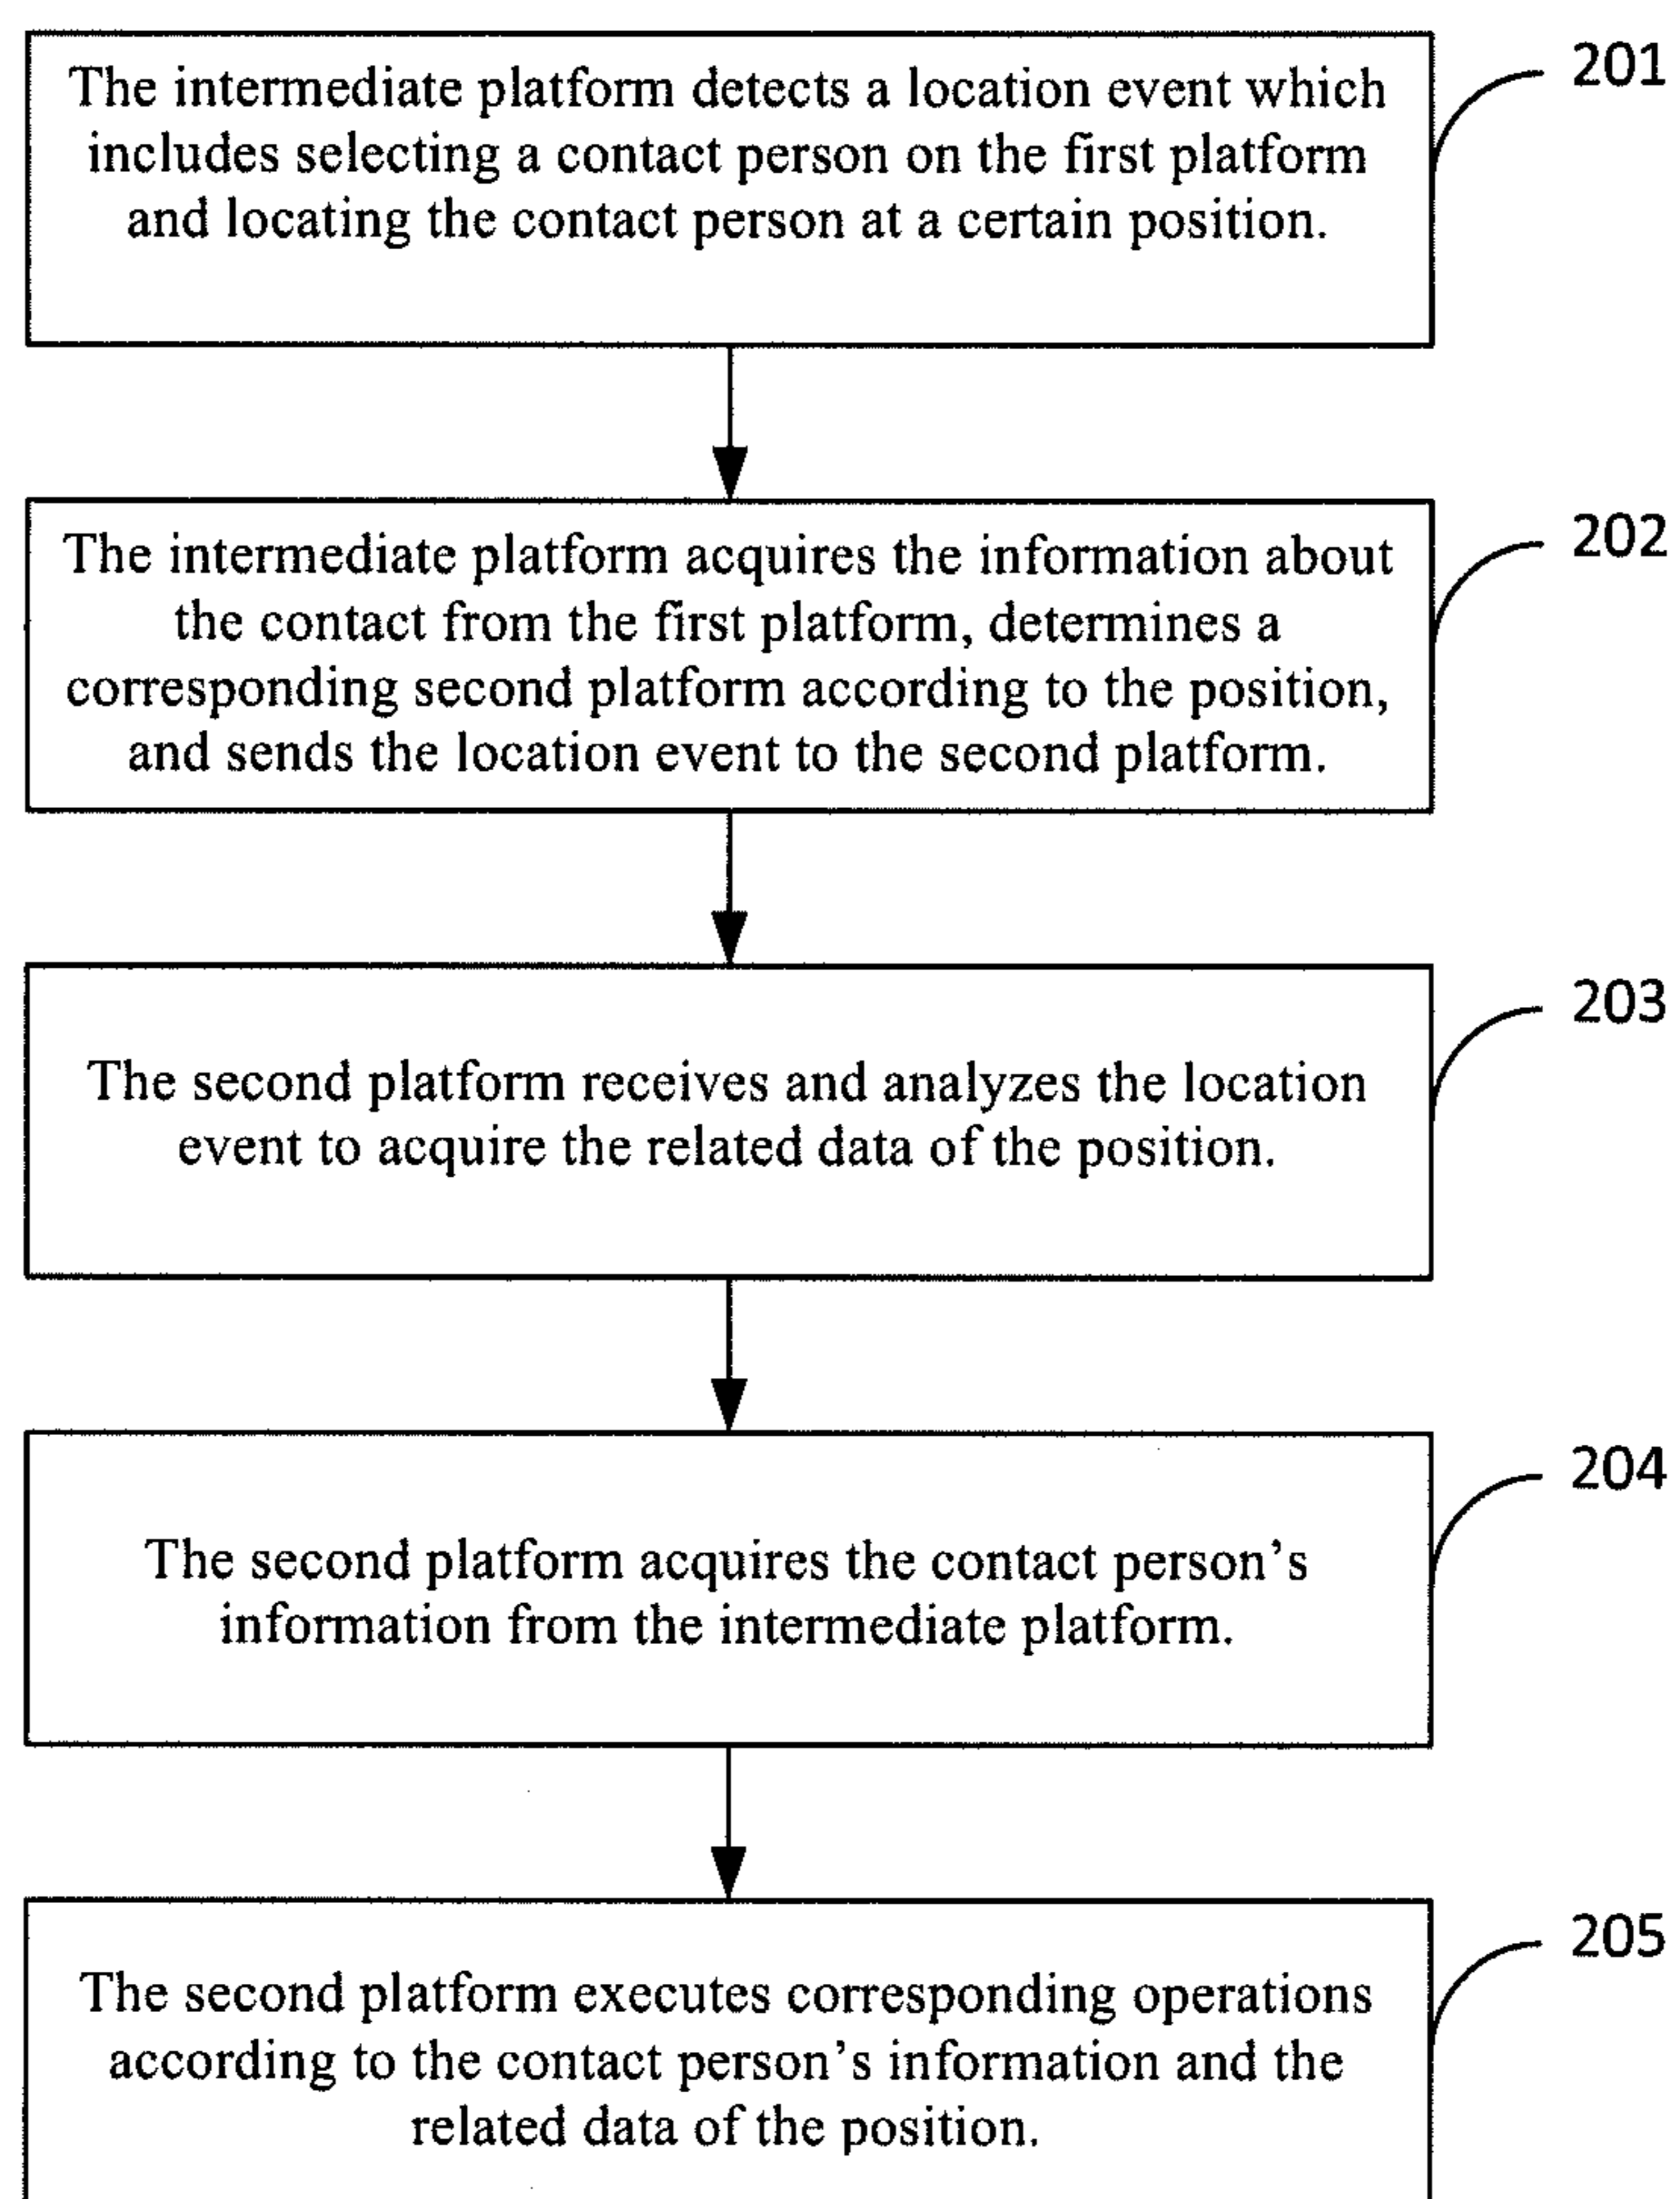 The intermediate platform detects a location event which
includes selecting a contact person on the first platform
and locating the contact person at a certain position.
201
The intermediate platform acquires the information about
the contact from the first platform, determines a
corresponding second platform according to the position,
and sends the location event to the second platform.
202
The second platform receives and analyzes the location
event to acquire the related data of the position.
203
The second platform acquires the contact person's
information from the intermediate platform.
204
The second platform executes corresponding operations
according to the contact person's information and the
related data of the position.
205